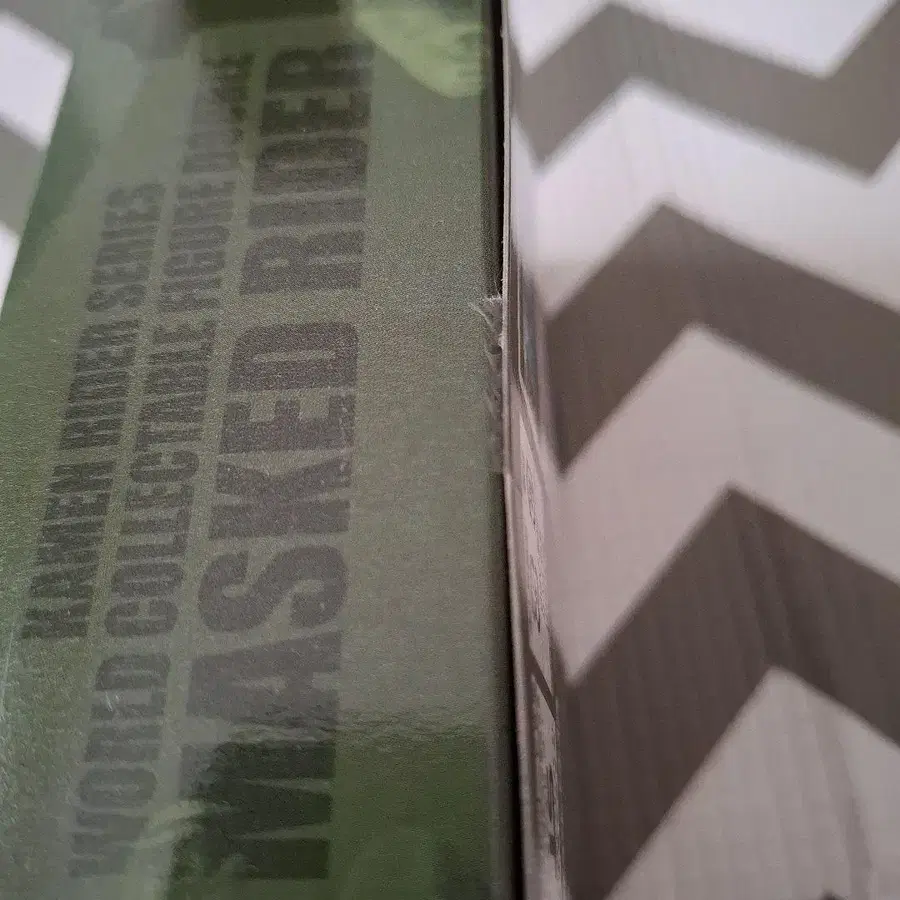 KAMEN RIDER SERIES
WORLD COLLECTABLE FIGURE
MASKED RIDER